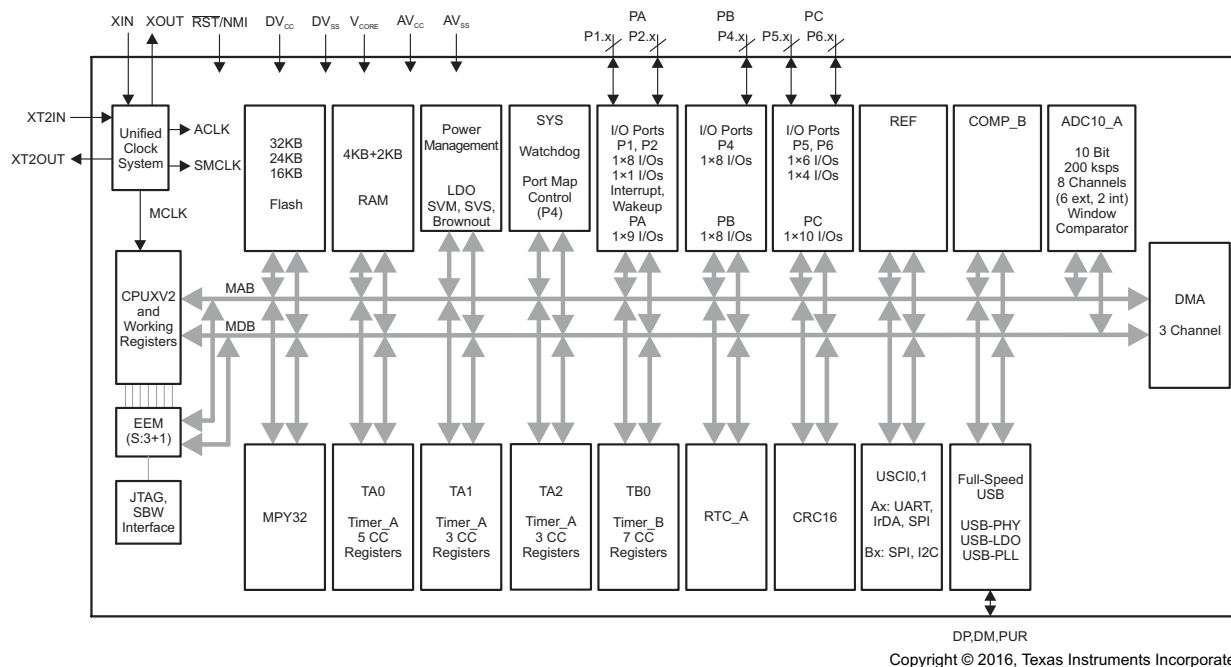 XIN
XOUT
RST/NMI
DVCC
DVSS
VCORE
AVCC
AVSS
PA
P1.x
P2.x
PB
P4.x
PC
P5.x
P6.x
XT2IN
XT2OUT
Unified
Clock
System
ACLK
SMCLK
MCLK
32KB
24KB
16KB
Flash
4KB+2KB
RAM
Power
Management
LDO
SVM, SVS,
Brownout
SYS
Watchdog
Port Map
Control
(P4)
I/O Ports
P1, P2
1×8 I/Os
1×1 I/Os
Interrupt,
Wakeup
PA
1×9 I/Os
I/O Ports
P4
1×8 I/Os
PB
1×8 I/Os
I/O Ports
P5, P6
1×6 I/Os
1×4 I/Os
PC
1×10 I/Os
REF
COMP_B
ADC10_A
10 Bit
200 ksps
8 Channels
(6 ext, 2 int)
Window
Comparator
CPUXV2
and
Working
Registers
MAB
MDB
DMA
3 Channel
EEM
(S:3+1)
JTAG,
SBW
Interface
MPY32
TA0
Timer_A
5 CC
Registers
TA1
Timer_A
3 CC
Registers
TA2
Timer_A
3 CC
Registers
TB0
Timer_B
7 CC
Registers
RTC_A
CRC16
USCI0,1
Ax: UART,
IrDA, SPI
Bx: SPI, I2C
Full-Speed
USB
USB-PHY
USB-LDO
USB-PLL
DP,DM,PUR
Copyright © 2016, Texas Instruments Incorporate